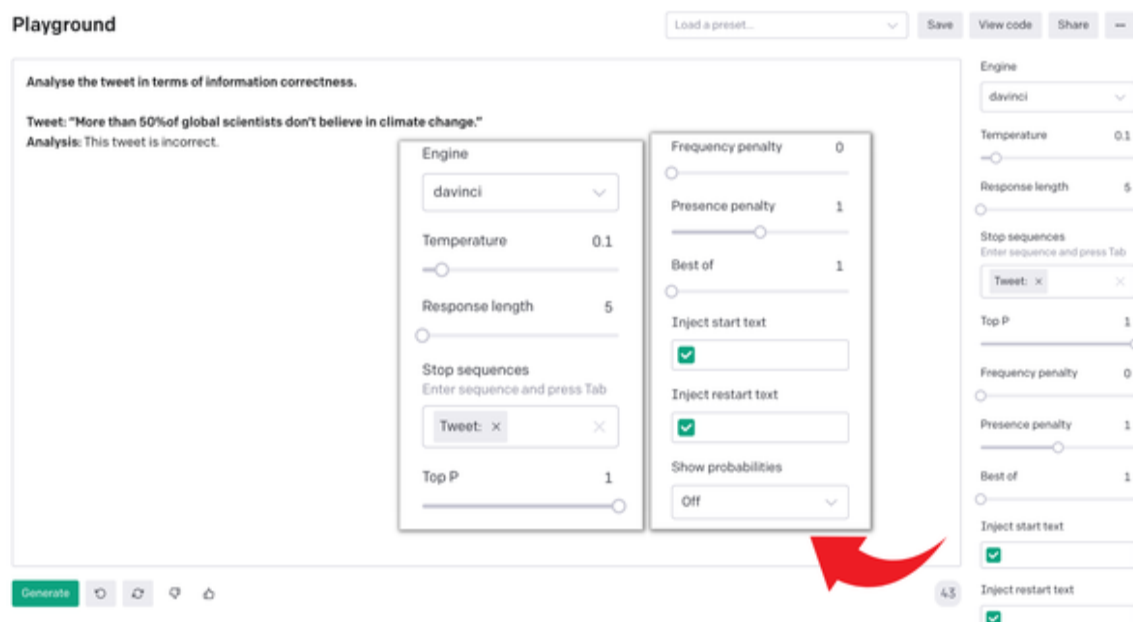 Playground
Load a preset...
Save
View code
Share
Analyse the tweet in terms of information correctness.
Tweet: "More than 50%of global scientists don't believe in climate change."
Analysis: This tweet is incorrect.
Engine
davinci
Temperature 0.1
Response length 5
Stop sequences
Enter sequence and press Tab
Tweet: ×
Top P 1
Frequency penalty 0
Presence penalty 1
Best of 1
Inject start text
Inject restart text
Show probabilities
Off
Generate
43
Engine
davinci
Temperature 0.1
Response length 5
Stop sequences
Enter sequence and press Tab
Tweet: ×
Top P 1
Frequency penalty 0
Presence penalty 1
Best of 1
Inject start text
Inject restart text